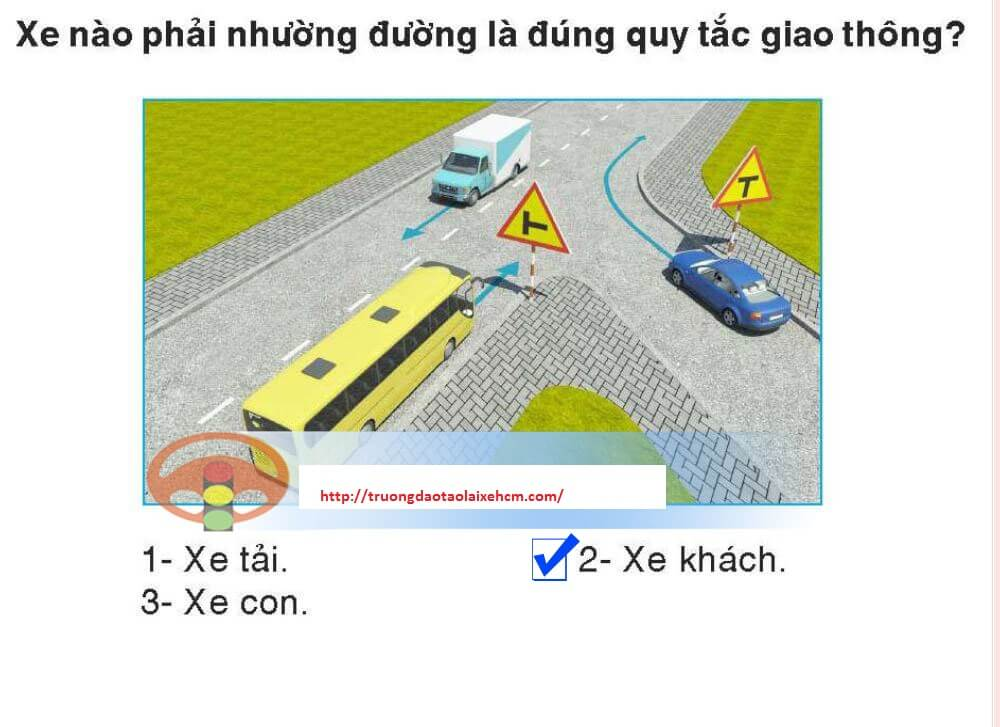 Xe nào phải nhường đường là đúng quy tắc giao thông?
http://truongdaotaolaixehcm.com/
1- Xe tải.
2- Xe khách.
3- Xe con.